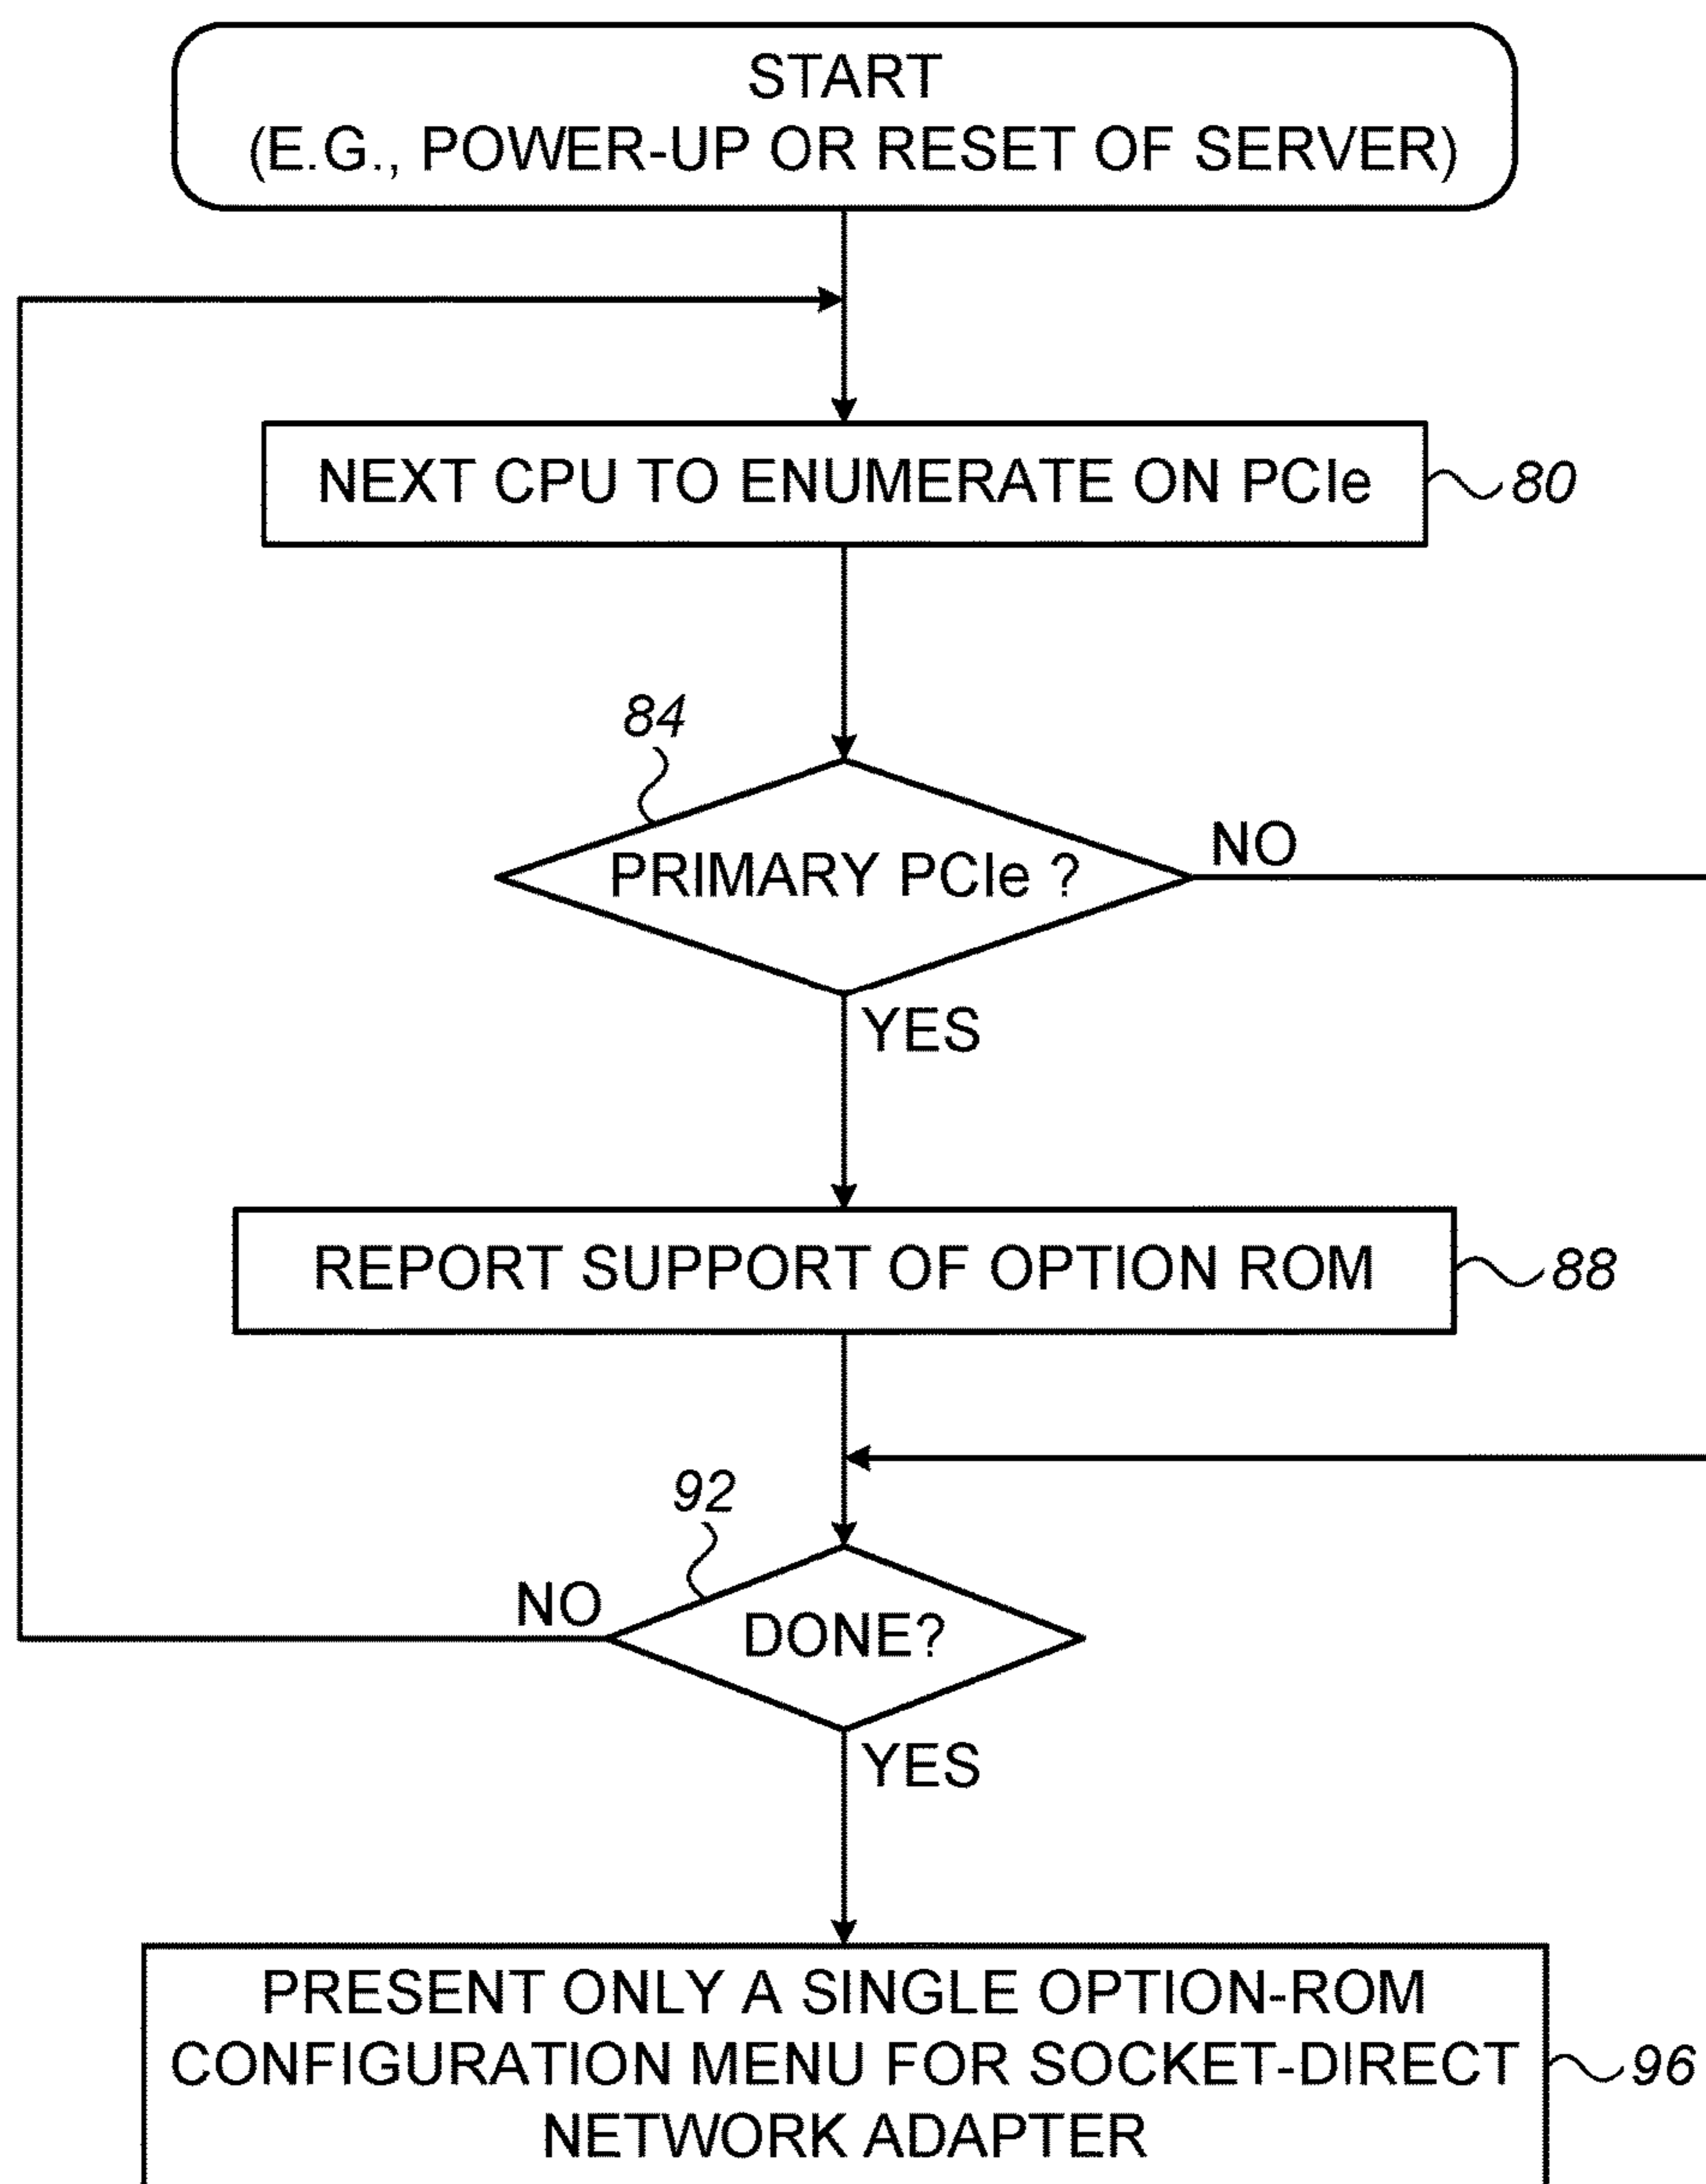 START
(E.G., POWER-UP OR RESET OF SERVER)
NEXT CPU TO ENUMERATE ON PCIe
80
84
PRIMARY PCIe ?
NO
YES
REPORT SUPPORT OF OPTION ROM
88
92
NO
DONE?
YES
PRESENT ONLY A SINGLE OPTION-ROM
CONFIGURATION MENU FOR SOCKET-DIRECT
NETWORK ADAPTER
96